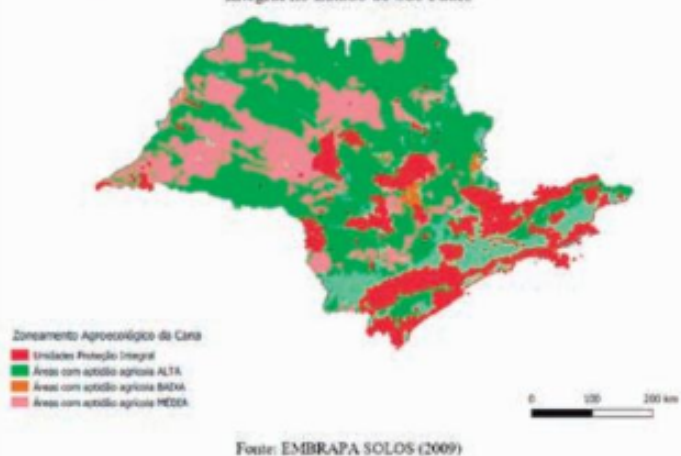 Zoneamento Agroecológico da Cana
Unidades Proteção Integral
Áreas com aptidão agrícola ALTA
Áreas com aptidão agrícola BAIXA
Áreas com aptidão agrícola MÉDIA
0 100 200 km
Fonte: EMBRAPA SOLOS (2009)